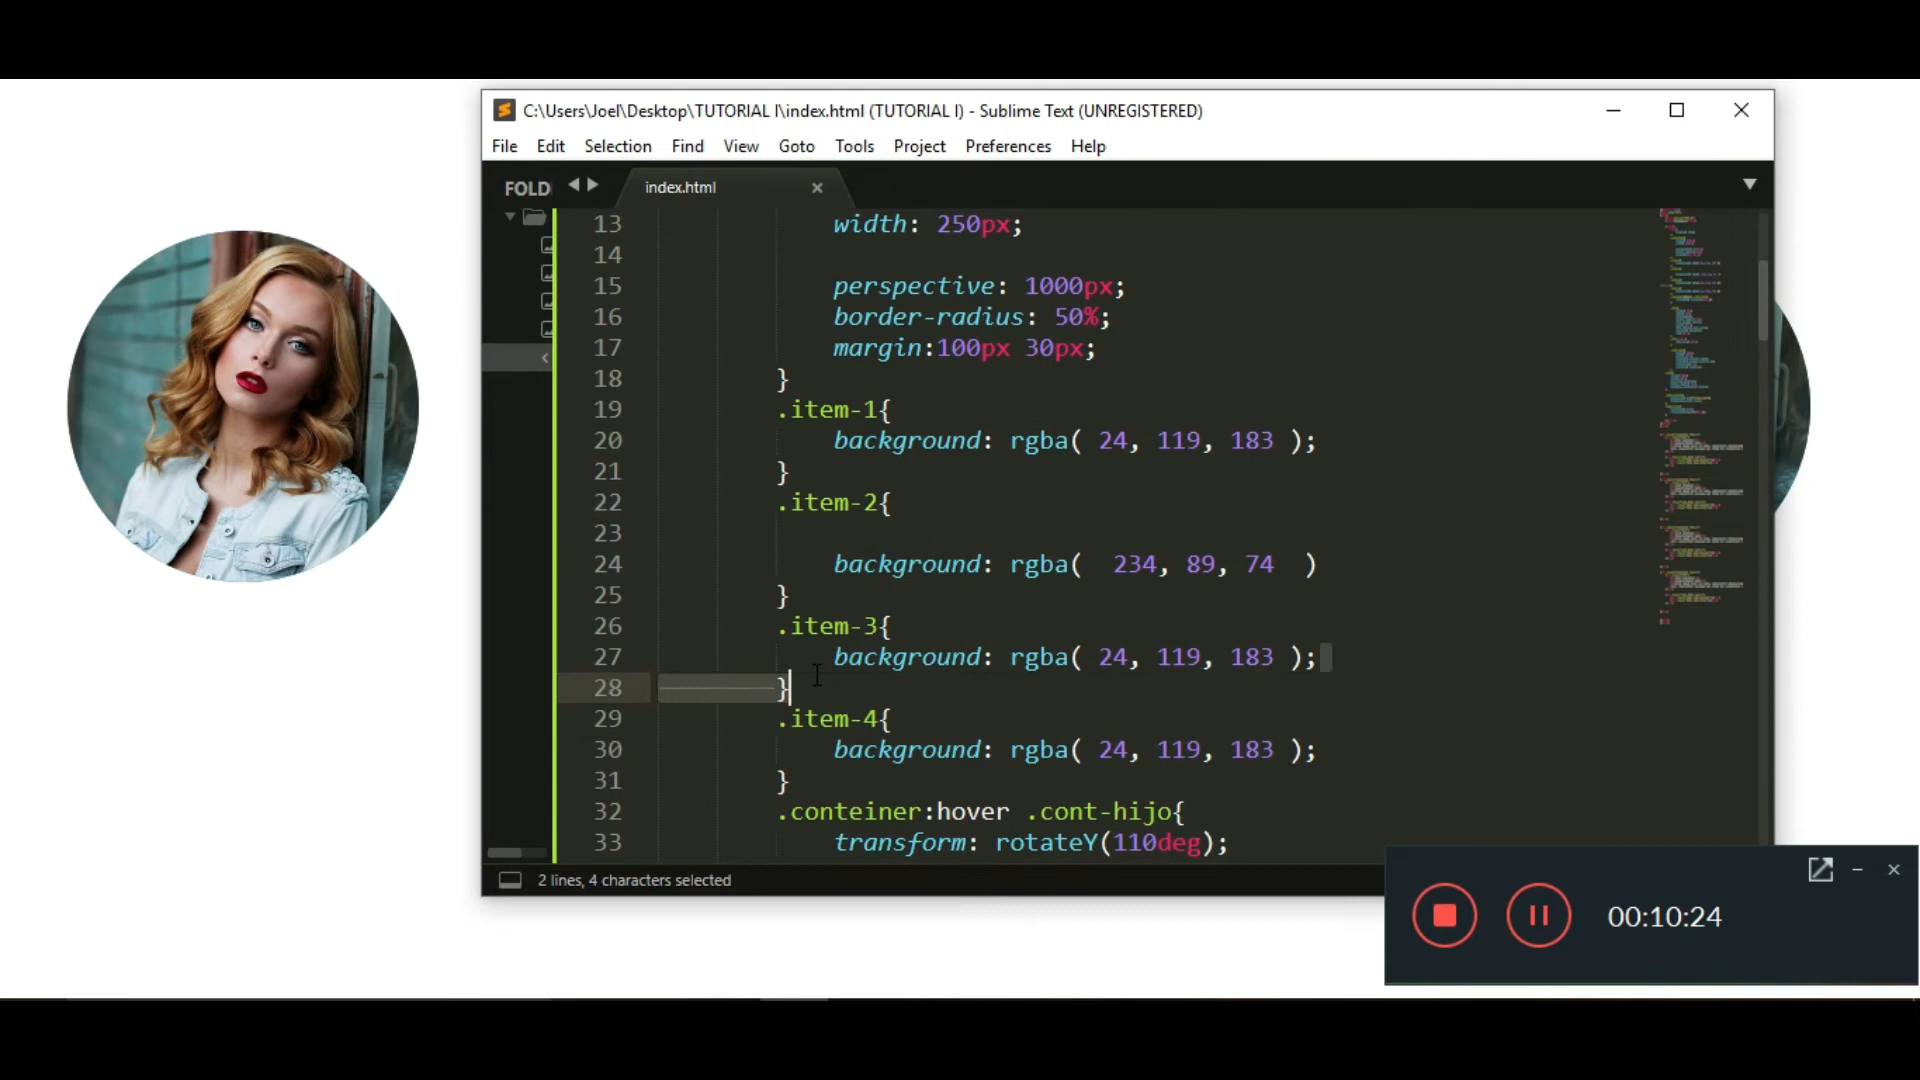 C:\Users\Joel\Desktop\TUTORIAL I\index.html (TUTORIAL I) - Sublime Text (UNREGISTERED)
File Edit Selection Find View Goto Tools Project Preferences Help
FOLD
index.html
13 width: 250px;
14
15 perspective: 1000px;
16 border-radius: 50%;
17 margin:100px 30px;
18 }
19 .item-1{
20 background: rgba( 24, 119, 183 );
21 }
22 .item-2{
23
24 background: rgba( 234, 89, 74 )
25 }
26 .item-3{
27 background: rgba( 24, 119, 183 );
28 }
29 .item-4{
30 background: rgba( 24, 119, 183 );
31 }
32 .conteiner:hover .cont-hijo{
33 transform: rotateY(110deg);
2 lines, 4 characters selected
00:10:24